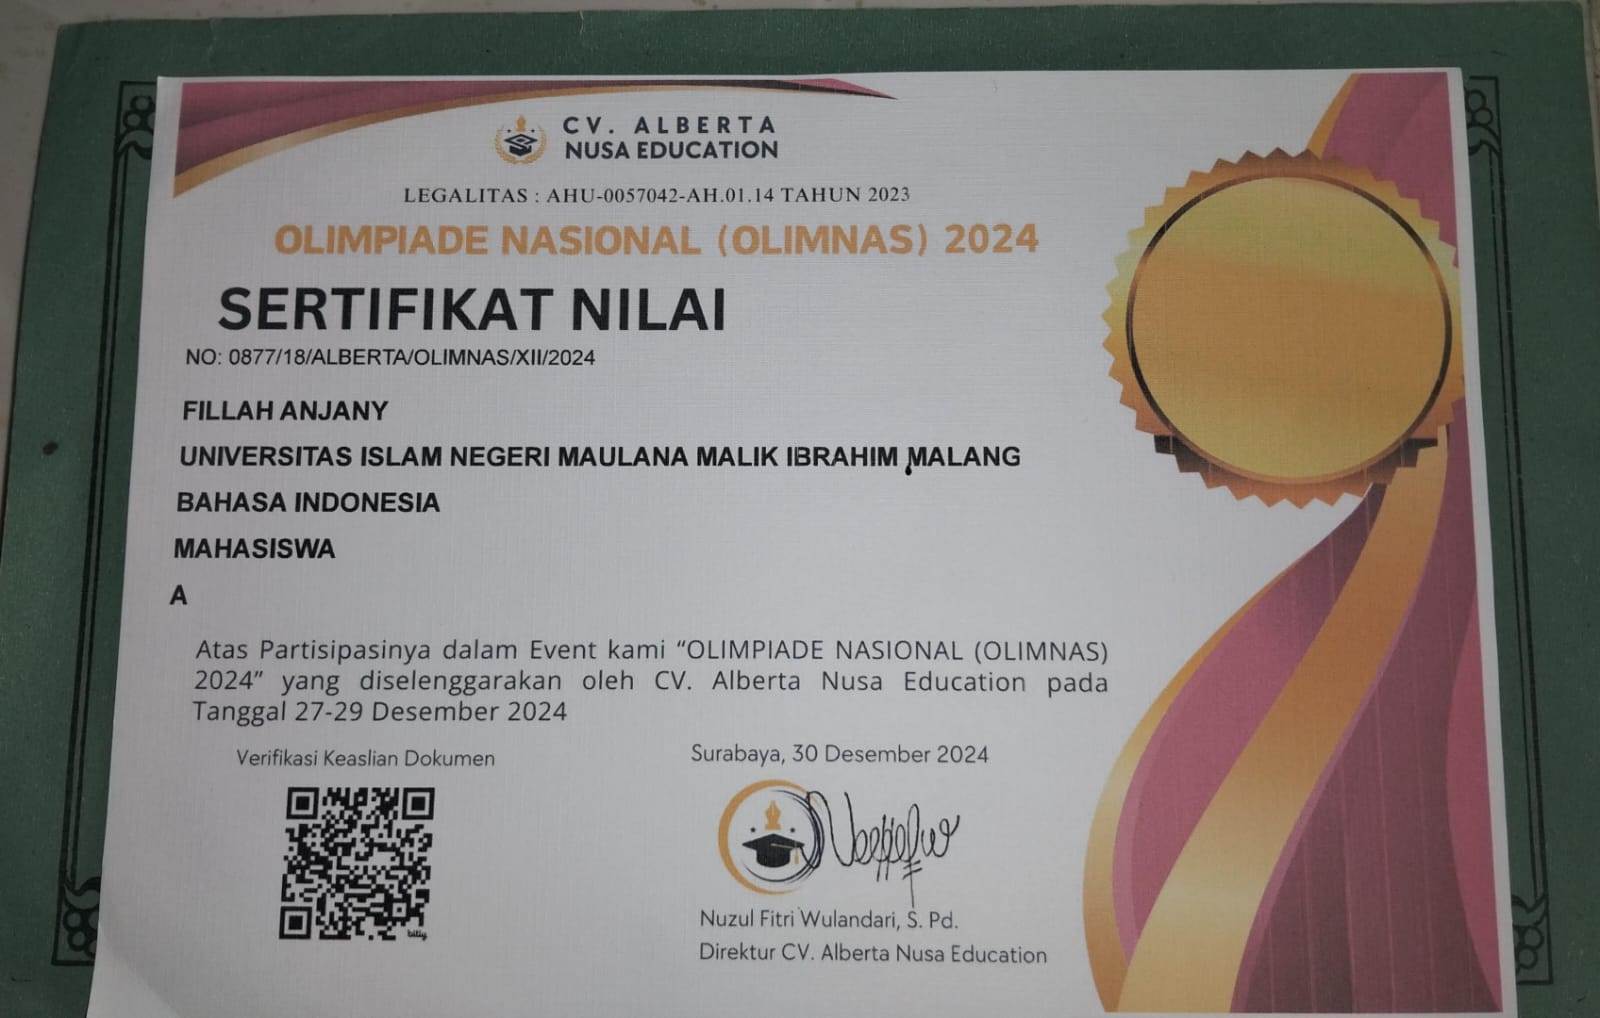 CV. ALBERTA
NUSA EDUCATION
LEGALITAS : AHU-0057042-AH.01.14 TAHUN 2023
OLIMPIADE NASIONAL (OLIMNAS) 2024
SERTIFIKAT NILAI
NO: 0877/18/ALBERTA/OLIMNAS/XII/2024
FILLAH ANJANY
UNIVERSITAS ISLAM NEGERI MAULANA MALIK IBRAHIM MALANG
BAHASA INDONESIA
MAHASISWA
A
Atas Partisipasinya dalam Event kami “OLIMPIADE NASIONAL (OLIMNAS)
2024” yang diselenggarakan oleh CV. Alberta Nusa Education pada
Tanggal 27-29 Desember 2024
Verifikasi Keaslian Dokumen
Surabaya, 30 Desember 2024
bitly
Nuzul Fitri Wulandari, S. Pd.
Direktur CV. Alberta Nusa Education